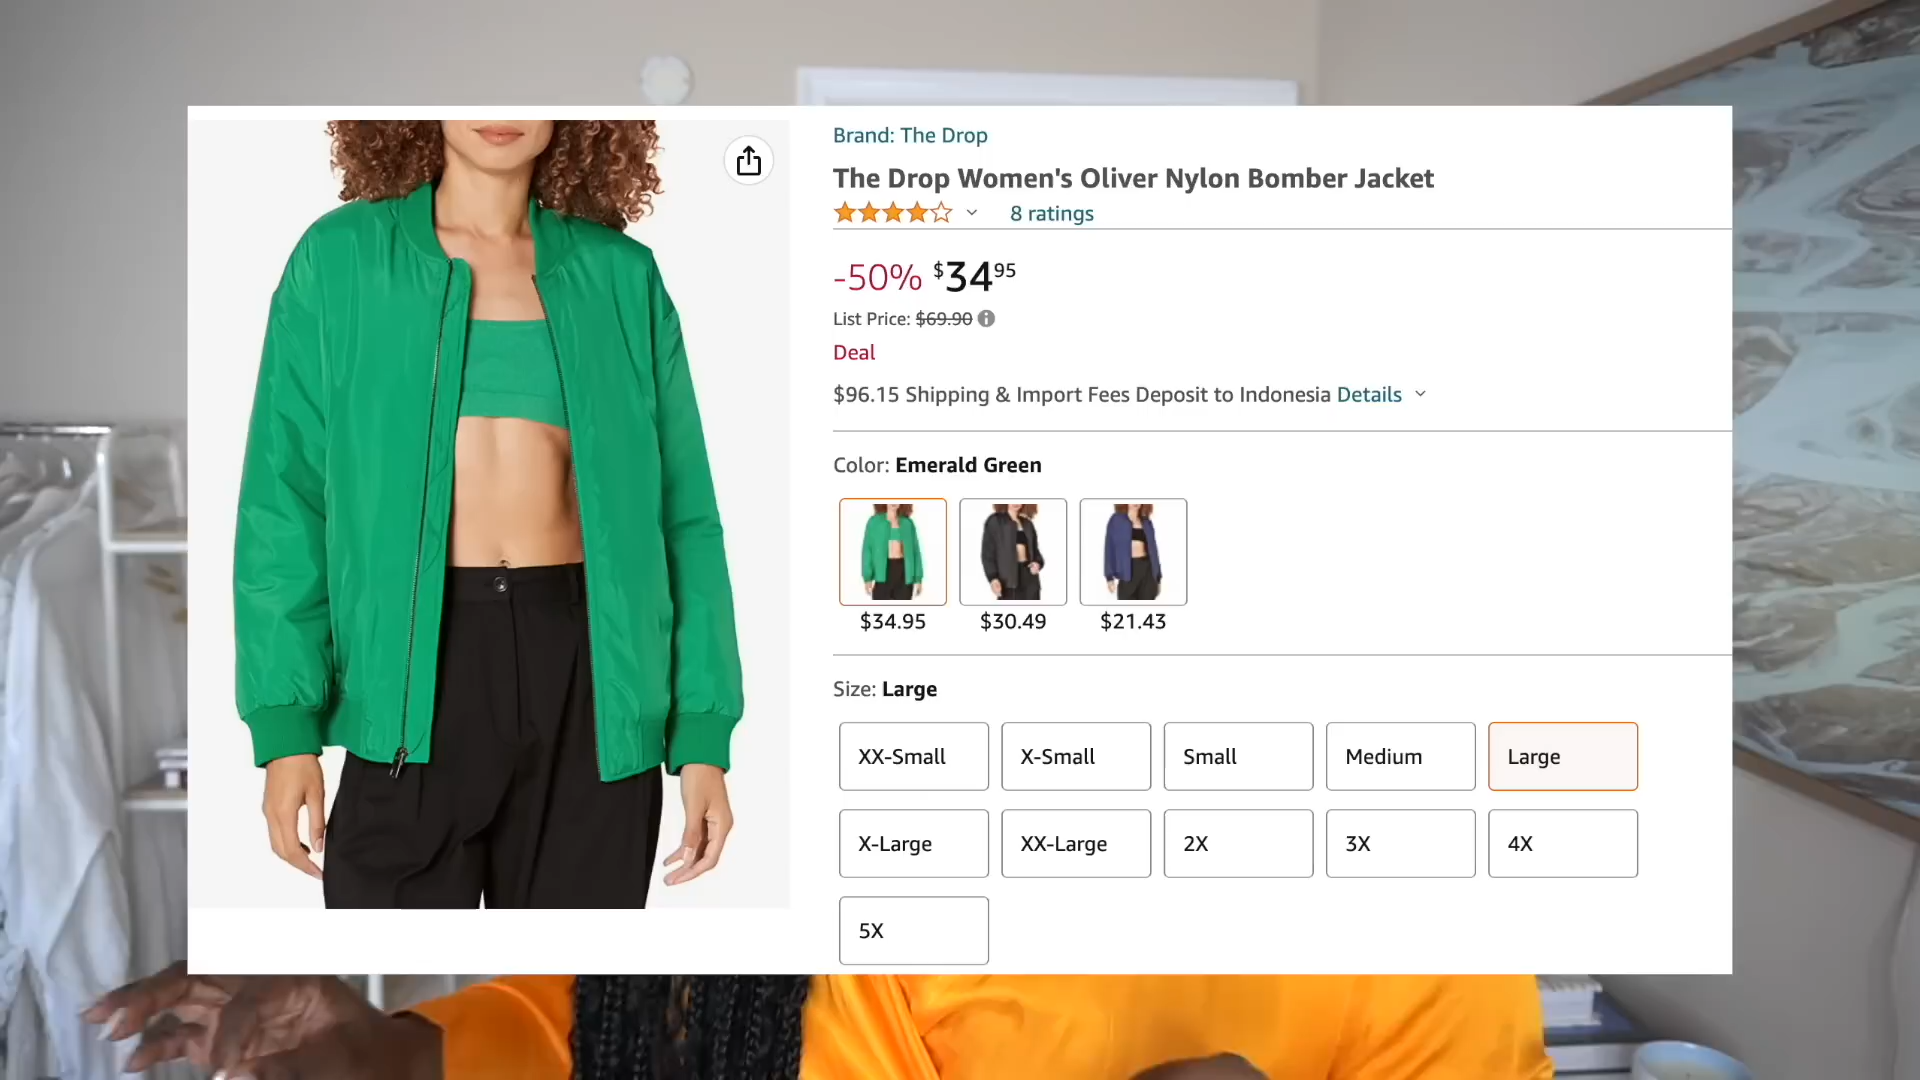 Brand: The Drop
The Drop Women's Oliver Nylon Bomber Jacket
8 ratings
-50% $34.95
List Price: $69.90
Deal
$96.15 Shipping & Import Fees Deposit to Indonesia Details
Color: Emerald Green
$34.95 $30.49 $21.43
Size: Large
XX-Small X-Small Small Medium Large
X-Large XX-Large 2X 3X 4X
5X